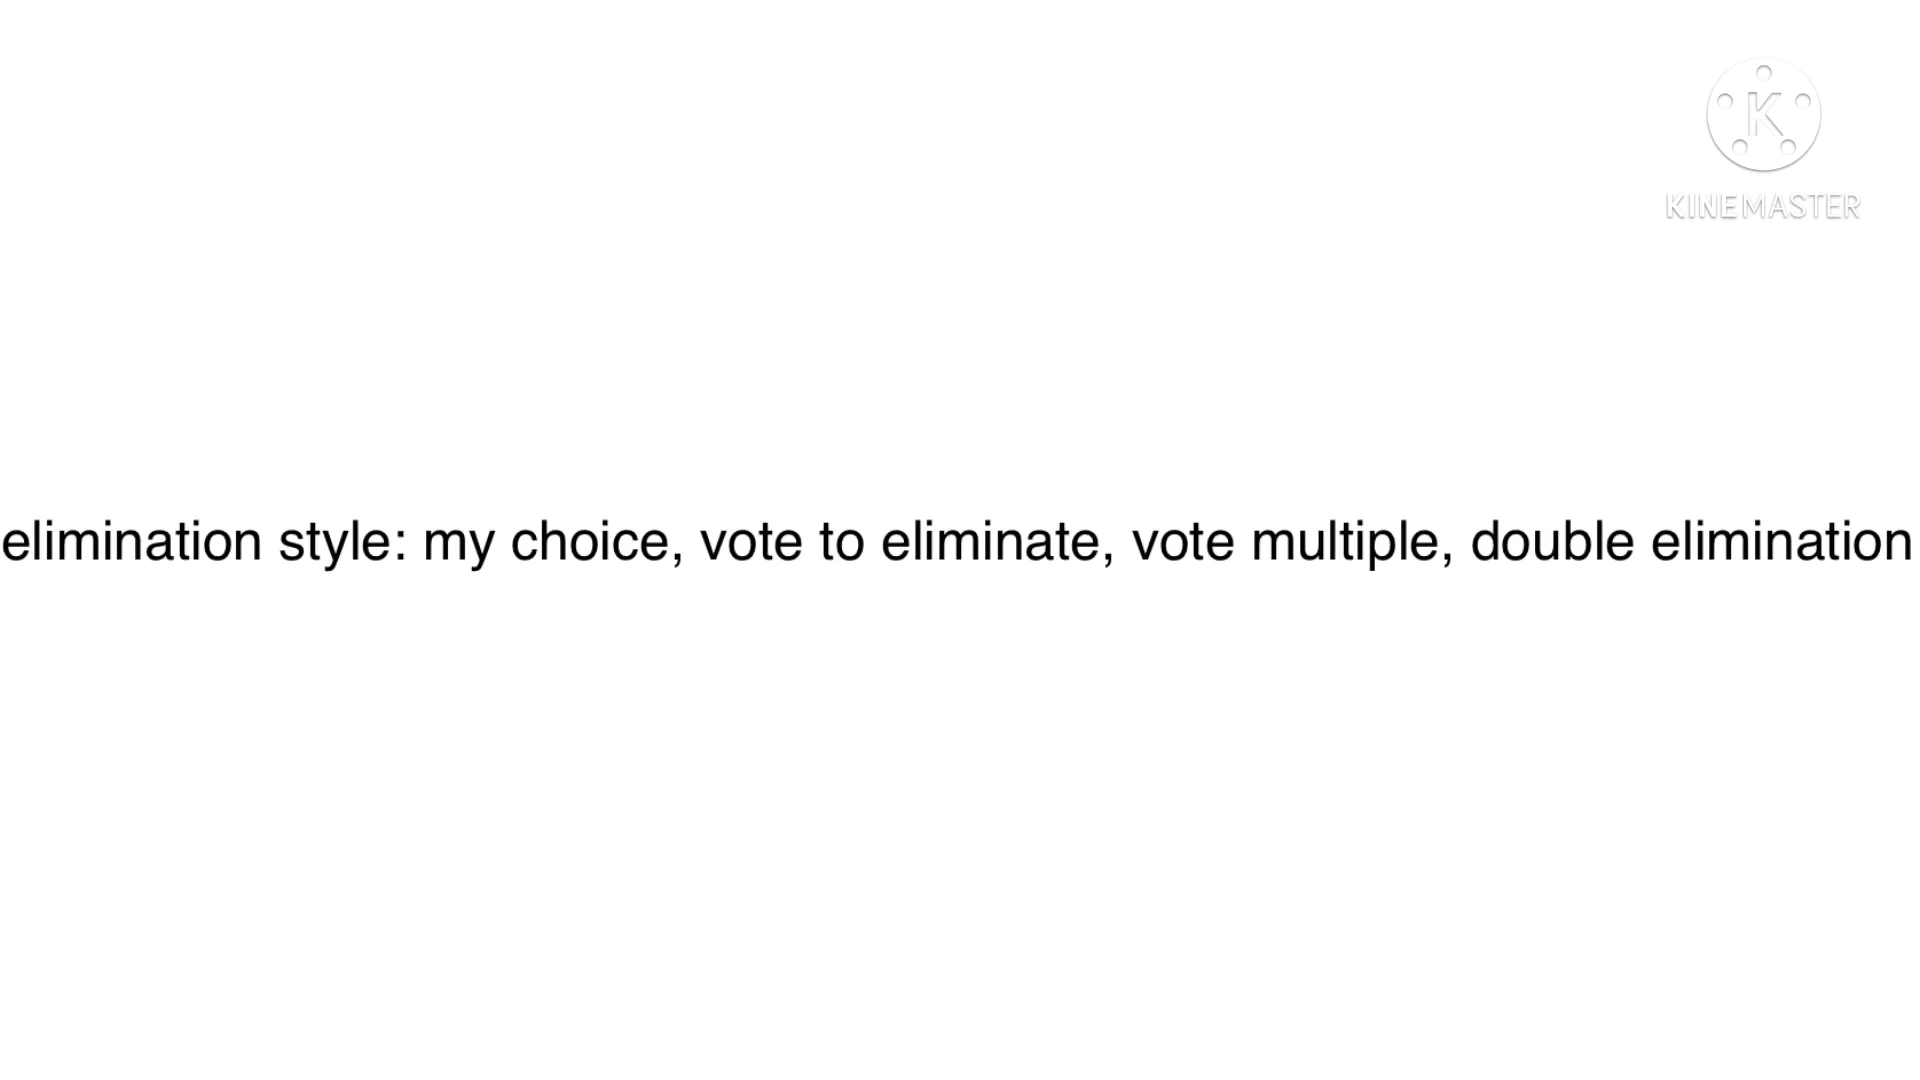 K
KINEMASTER
elimination style: my choice, vote to eliminate, vote multiple, double elimination